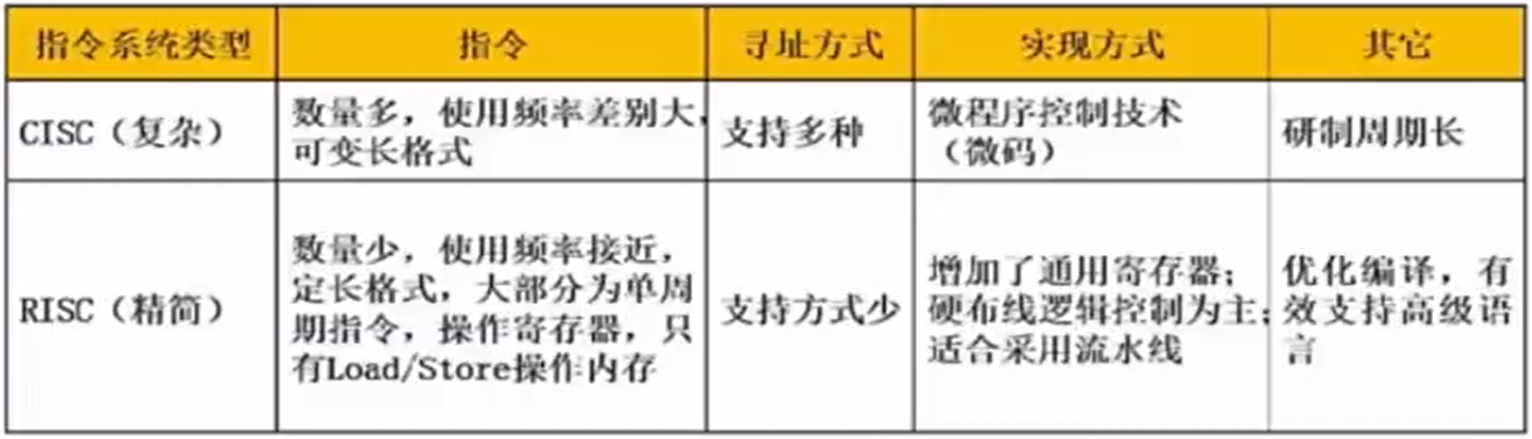 指令系统类型 指令 寻址方式 实现方式 其它
CISC（复杂）
数量多，使用频率差别大，
可变长格式
支持多种
微程序控制技术
（微码）
研制周期长
RISC（精简）
数量少，使用频率接近，
定长格式，大部分为单周
期指令，操作寄存器，只
有Load/Store操作内存
支持方式少
增加了通用寄存器；
硬布线逻辑控制为主；
适合采用流水线
优化编译，有
效支持高级语
言